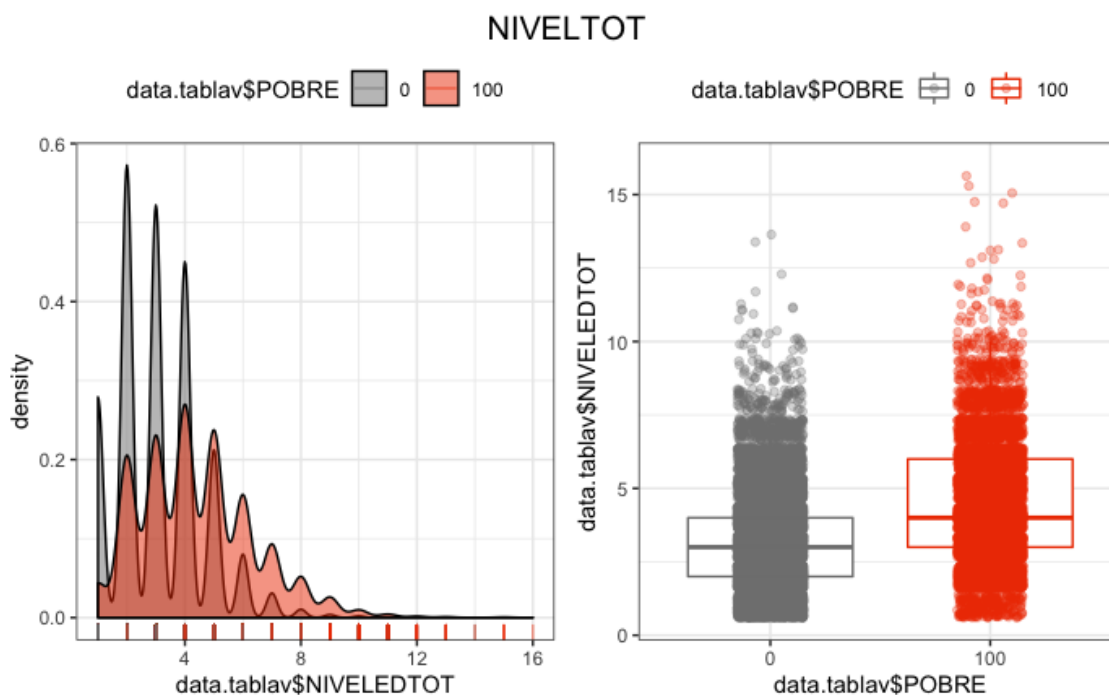 NIVELTOT
data.tablav$POBRE 0 100
0.6
0.4
0.2
0.0
density
4 8 12 16
data.tablav$NIVELEDTOT
data.tablav$POBRE 0 100
15
10
5
0
data.tablav$NIVELEDTOT
0 100
data.tablav$POBRE